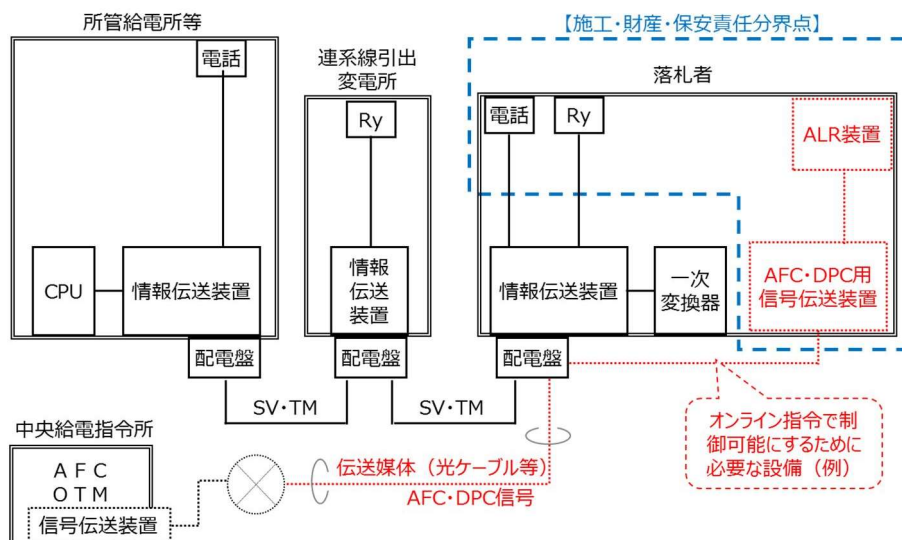 所管給電所等
電話
CPU
情報伝送装置
配電盤
連系線引出
変電所
Ry
情報
伝送
装置
配電盤
【施工・財産・保安責任分界点】
落札者
電話
Ry
ALR装置
情報伝送装置
一次
変換器
AFC・DPC用
信号伝送装置
配電盤
SV・TM
SV・TM
オンライン指令で制
御可能にするために
必要な設備（例）
中央給電指令所
AFC
OTM
信号伝送装置
伝送媒体（光ケーブル等）
AFC・DPC信号